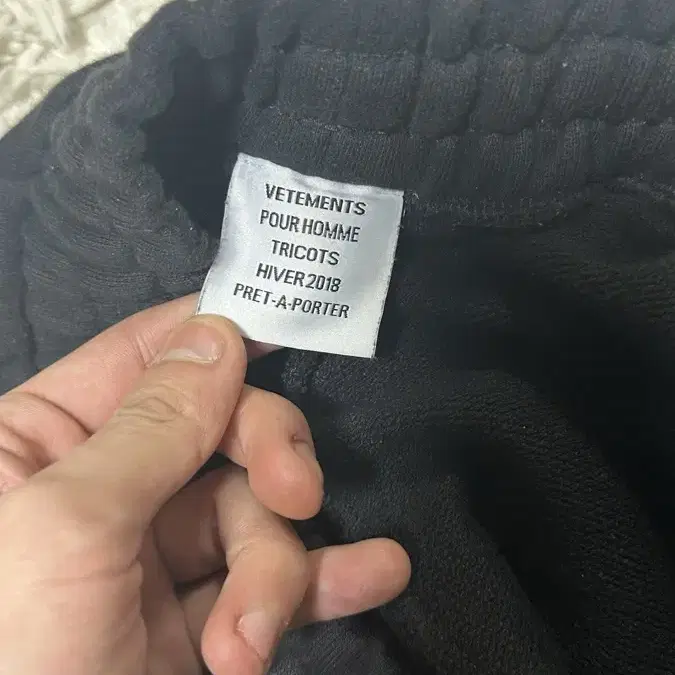 VETEMENTS
POUR HOMME
TRICOTS
HIVER 2018
PRET-A-PORTER